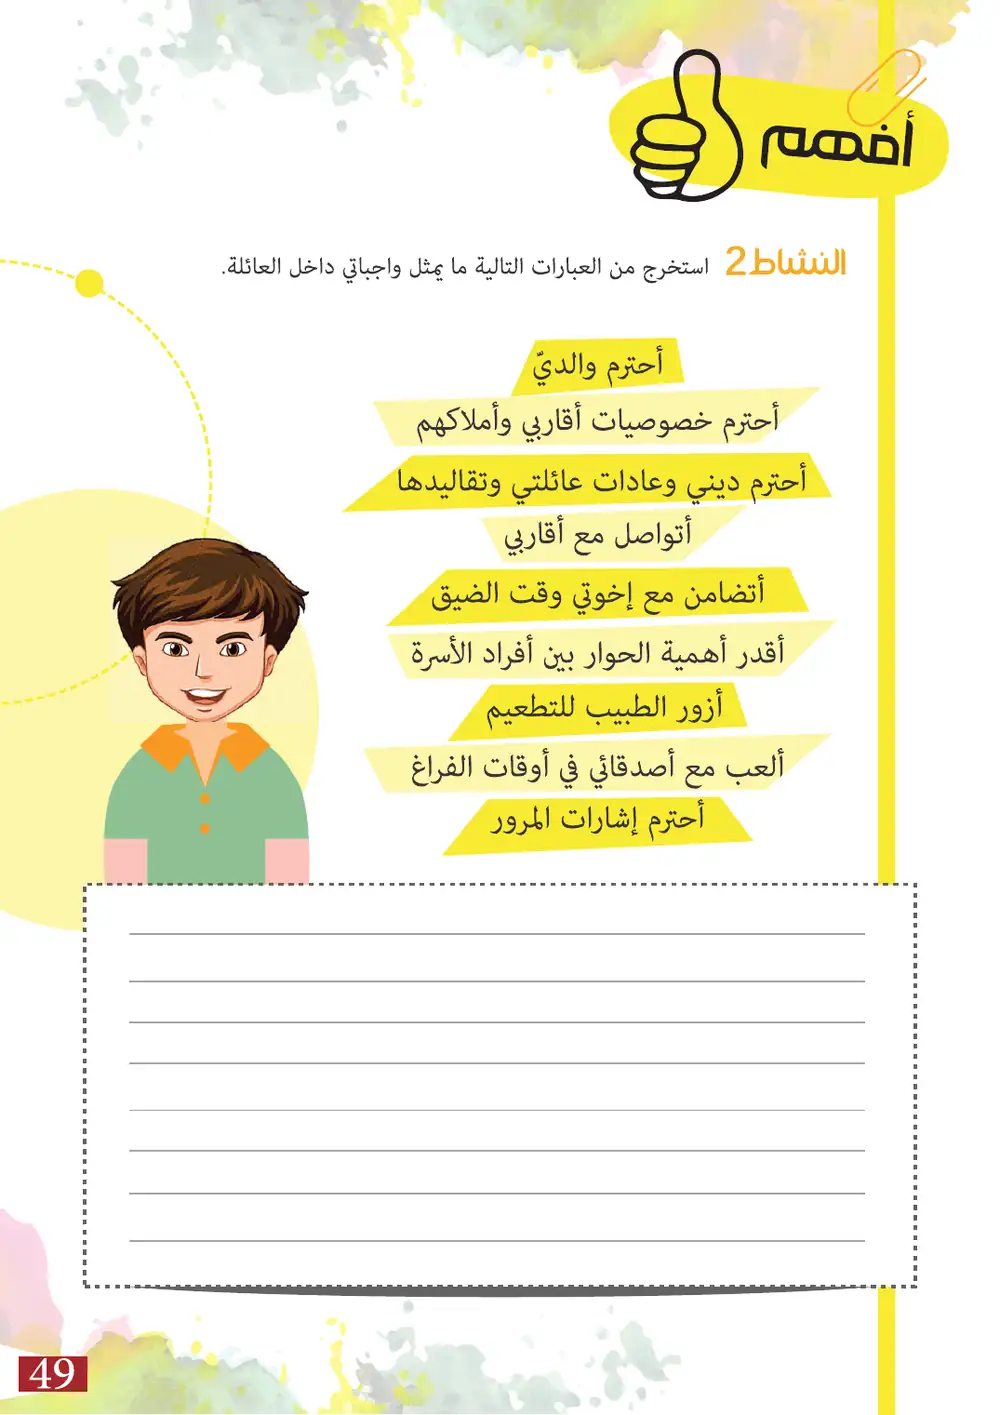 أفهم
النشاط 2 استخرج من العبارات التالية ما يمثل واجباتي داخل العائلة.
أحترم والديّ
أحترم خصوصيات أقاربي وأملاكهم
أحترم ديني وعادات عائلتي وتقاليدها
أتواصل مع أقاربي
أتضامن مع إخوتي وقت الضيق
أقدر أهمية الحوار بين أفراد الأسرة
أزور الطبيب للتطعيم
ألعب مع أصدقائي في أوقات الفراغ
أحترم إشارات المرور
49